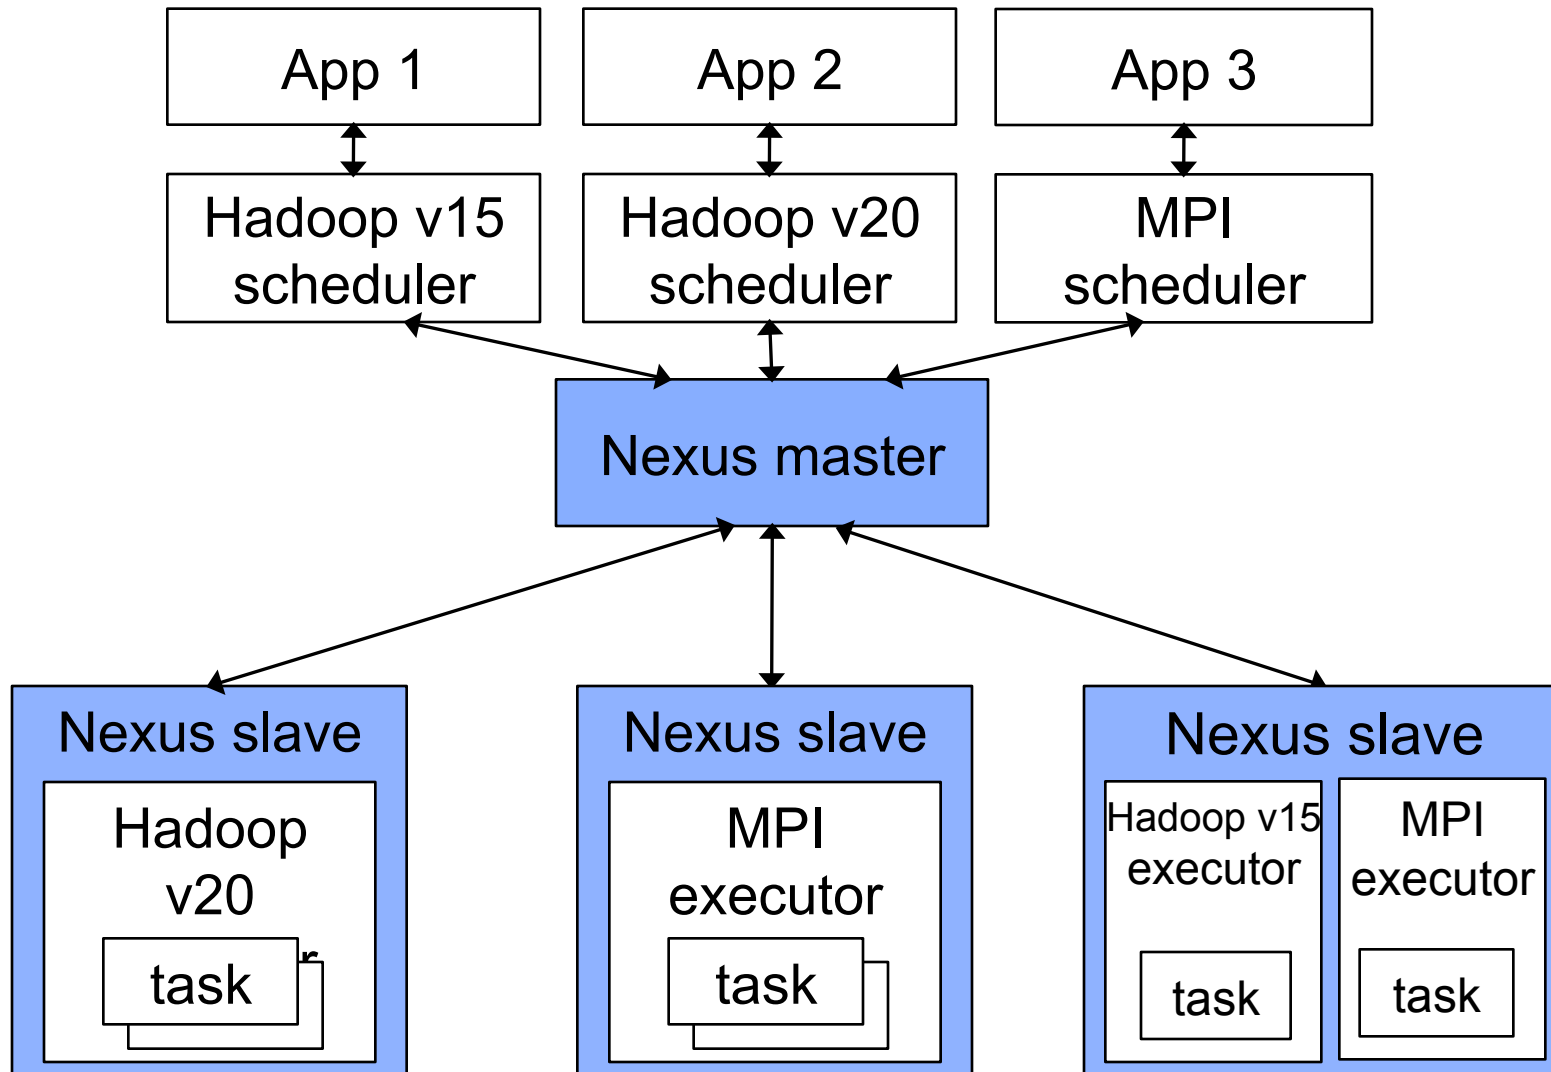 App 1
App 2
App 3
Hadoop v15
scheduler
Hadoop v20
scheduler
MPI
scheduler
Nexus master
Nexus slave
Hadoop
v20
r
task
Nexus slave
MPI
executor
task
Nexus slave
Hadoop v15
executor
task
MPI
executor
task